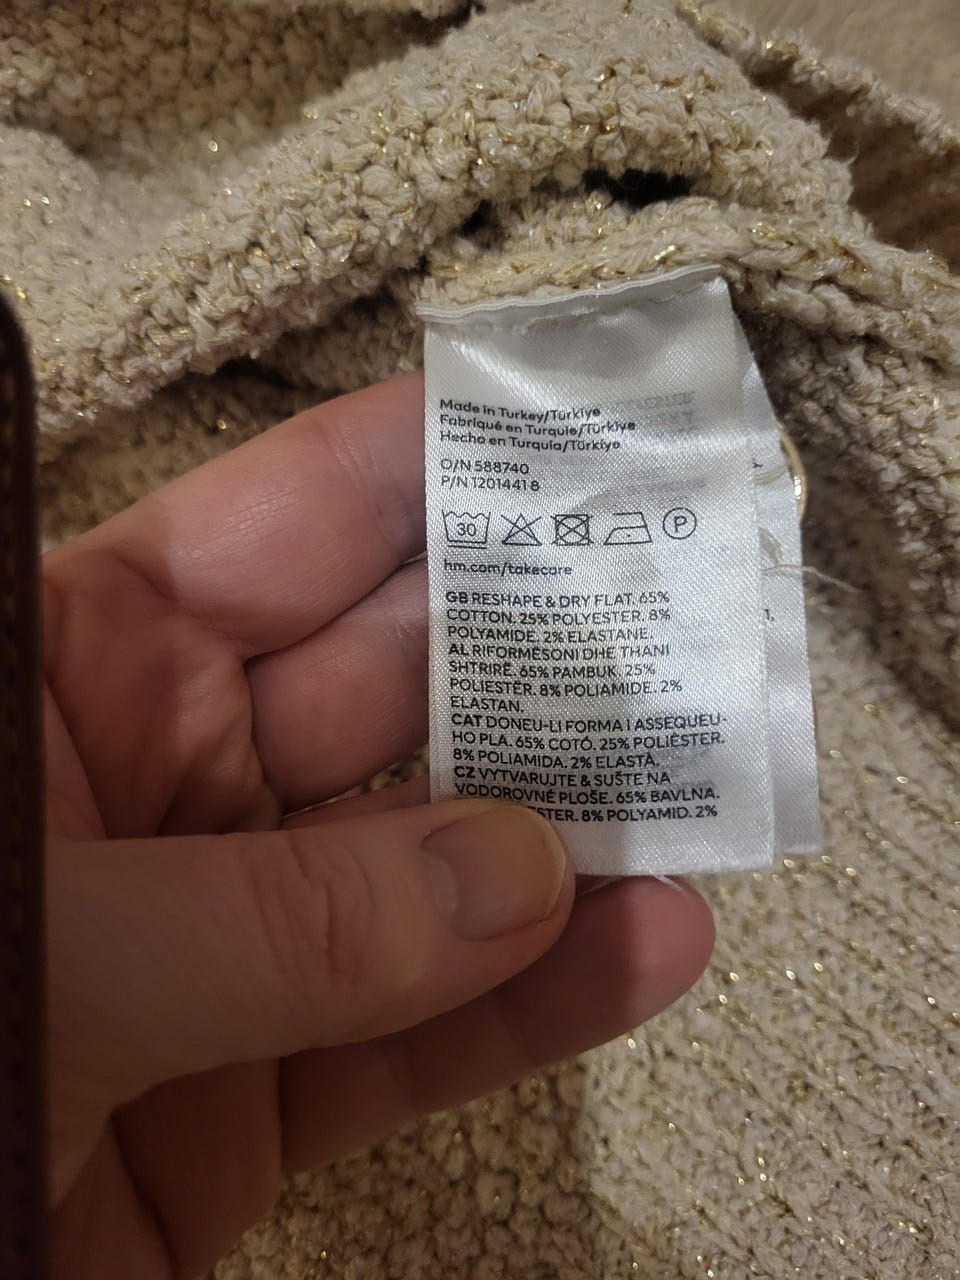 Made in Turkey/Türkiye
Fabriqué en Turquie/Türkiye
Hecho en Turquía/Türkiye
O/N 588740
P/N 1201441 8
30
P
hm.com/takecare
GB RESHAPE & DRY FLAT. 65%
COTTON. 25% POLYESTER. 8%
POLYAMIDE. 2% ELASTANE.
AL RIFORMËSONI DHE THANI
SHTRIRË. 65% PAMBUK. 25%
POLIESTËR. 8% POLIAMIDE. 2%
ELASTAN.
CAT DONEU-LI FORMA I ASSEQUEU-
HO PLA. 65% COTÓ. 25% POLIÈSTER.
8% POLIAMIDA. 2% ELASTÀ.
CZ VYTVARUJTE & SUŠTE NA
VODOROVNÉ PLOŠE. 65% BAVLNA.
ESTER. 8% POLYAMID. 2%